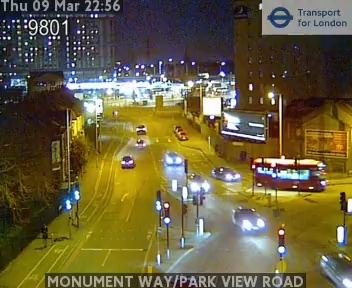 Thu 09 Mar 22:56
9801
Transport
for London
MONUMENT WAY/PARK VIEW ROAD